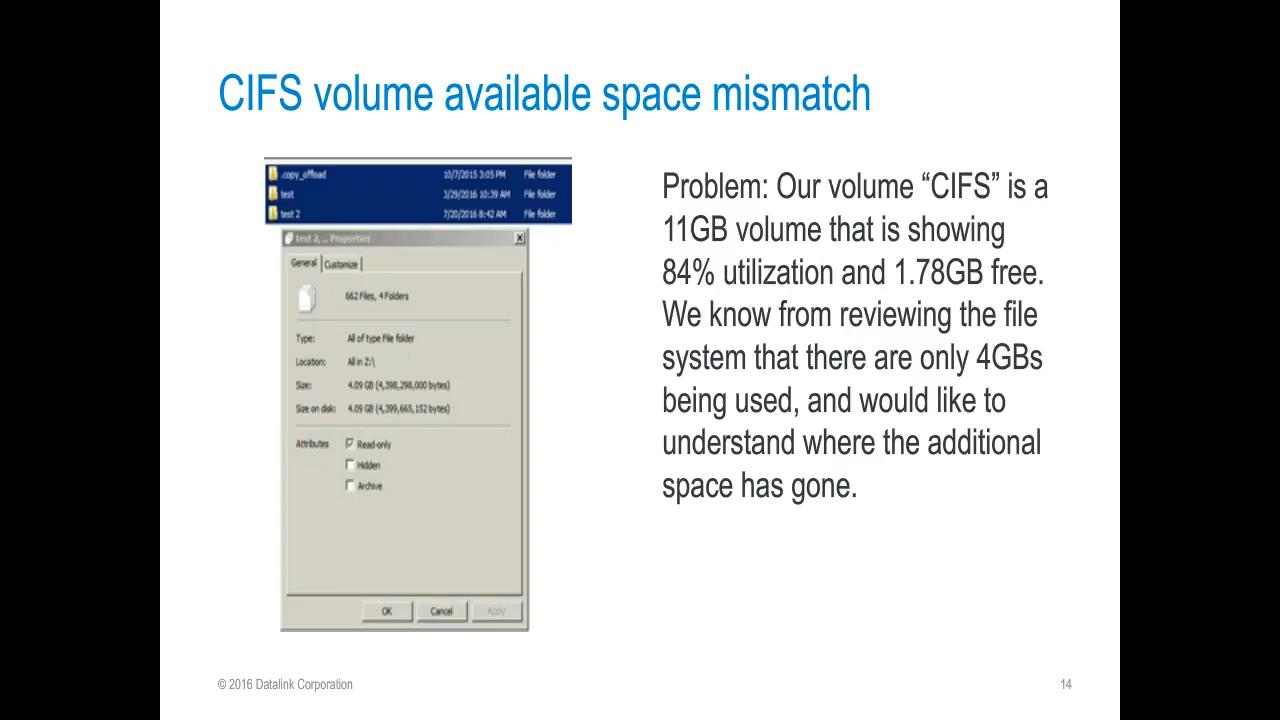 CIFS volume available space mismatch
.copy_offload 10/7/2015 3:05 PM File folder
test 3/29/2016 10:39 AM File folder
test 2 7/20/2016 8:42 AM File folder
test 2, ... Properties
General Customize
662 Files, 4 Folders
Type: All of type File folder
Location: All in Z:\
Size: 4.09 GB (4,398,298,000 bytes)
Size on disk: 4.09 GB (4,399,665,152 bytes)
Attributes Read-only
Hidden
Archive
OK Cancel Apply
Problem: Our volume “CIFS” is a
11GB volume that is showing
84% utilization and 1.78GB free.
We know from reviewing the file
system that there are only 4GBs
being used, and would like to
understand where the additional
space has gone.
© 2016 Datalink Corporation 14